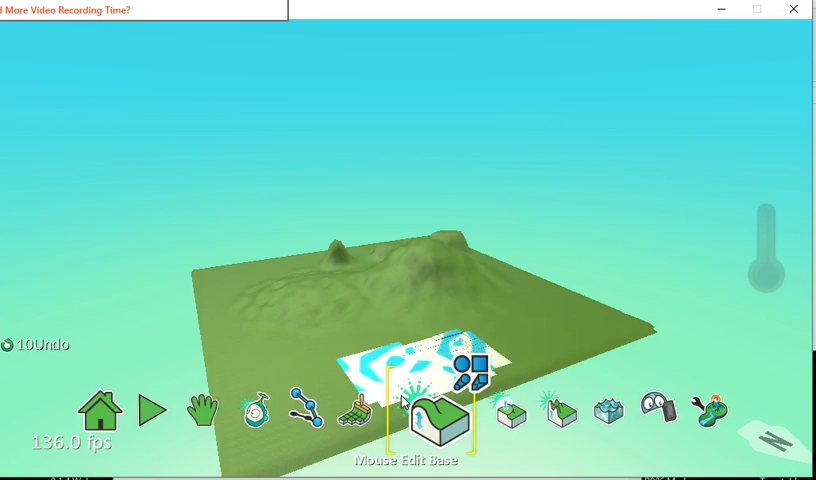 d More Video Recording Time?
10Undo
136.0 fps
Mouse Edit Base
N